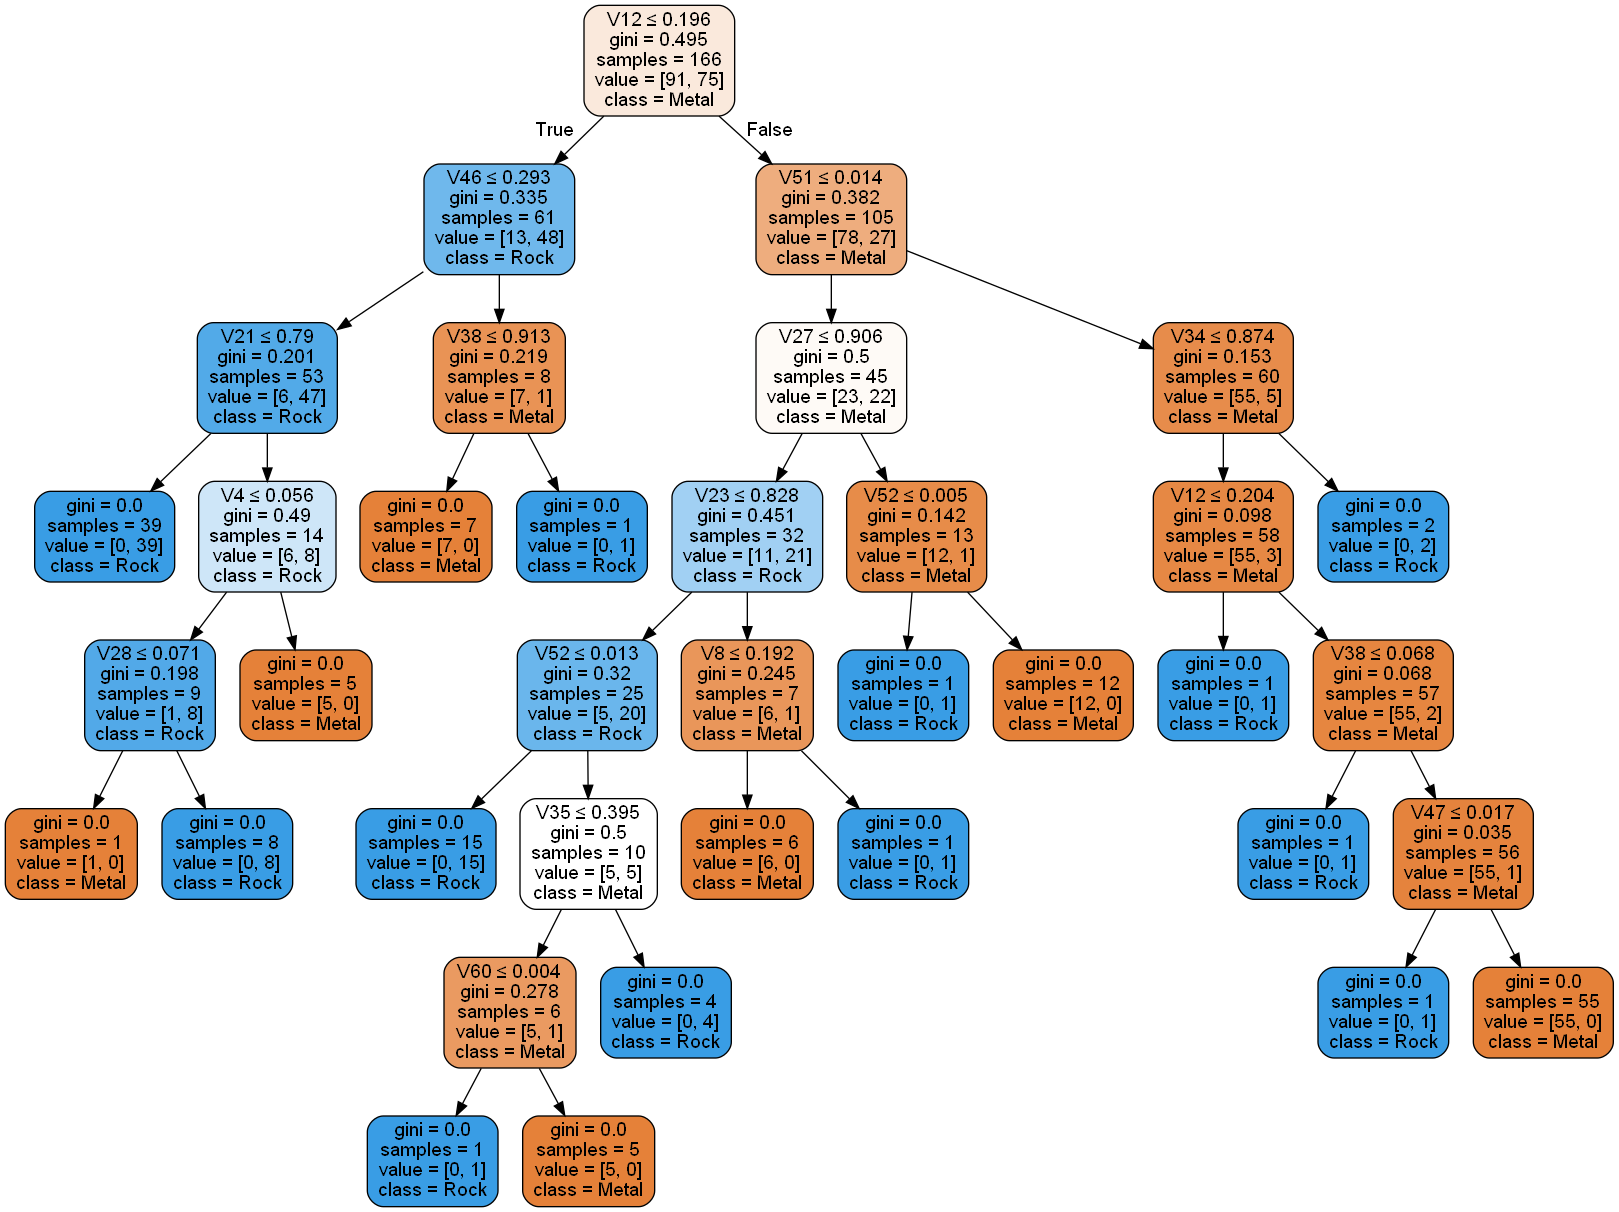 V12 ≤ 0.196
gini = 0.495
samples = 166
value = [91, 75]
class = Metal
True
False
V46 ≤ 0.293
gini = 0.335
samples = 61
value = [13, 48]
class = Rock
V51 ≤ 0.014
gini = 0.382
samples = 105
value = [78, 27]
class = Metal
V21 ≤ 0.79
gini = 0.201
samples = 53
value = [6, 47]
class = Rock
V38 ≤ 0.913
gini = 0.219
samples = 8
value = [7, 1]
class = Metal
V27 ≤ 0.906
gini = 0.5
samples = 45
value = [23, 22]
class = Metal
V34 ≤ 0.874
gini = 0.153
samples = 60
value = [55, 5]
class = Metal
gini = 0.0
samples = 39
value = [0, 39]
class = Rock
V4 ≤ 0.056
gini = 0.49
samples = 14
value = [6, 8]
class = Rock
gini = 0.0
samples = 7
value = [7, 0]
class = Metal
gini = 0.0
samples = 1
value = [0, 1]
class = Rock
V23 ≤ 0.828
gini = 0.451
samples = 32
value = [11, 21]
class = Rock
V52 ≤ 0.005
gini = 0.142
samples = 13
value = [12, 1]
class = Metal
V12 ≤ 0.204
gini = 0.098
samples = 58
value = [55, 3]
class = Metal
gini = 0.0
samples = 2
value = [0, 2]
class = Rock
V28 ≤ 0.071
gini = 0.198
samples = 9
value = [1, 8]
class = Rock
gini = 0.0
samples = 5
value = [5, 0]
class = Metal
V52 ≤ 0.013
gini = 0.32
samples = 25
value = [5, 20]
class = Rock
V8 ≤ 0.192
gini = 0.245
samples = 7
value = [6, 1]
class = Metal
gini = 0.0
samples = 1
value = [0, 1]
class = Rock
gini = 0.0
samples = 12
value = [12, 0]
class = Metal
gini = 0.0
samples = 1
value = [0, 1]
class = Rock
V38 ≤ 0.068
gini = 0.068
samples = 57
value = [55, 2]
class = Metal
gini = 0.0
samples = 1
value = [1, 0]
class = Metal
gini = 0.0
samples = 8
value = [0, 8]
class = Rock
gini = 0.0
samples = 15
value = [0, 15]
class = Rock
V35 ≤ 0.395
gini = 0.5
samples = 10
value = [5, 5]
class = Metal
gini = 0.0
samples = 6
value = [6, 0]
class = Metal
gini = 0.0
samples = 1
value = [0, 1]
class = Rock
gini = 0.0
samples = 1
value = [0, 1]
class = Rock
V47 ≤ 0.017
gini = 0.035
samples = 56
value = [55, 1]
class = Metal
V60 ≤ 0.004
gini = 0.278
samples = 6
value = [5, 1]
class = Metal
gini = 0.0
samples = 4
value = [0, 4]
class = Rock
gini = 0.0
samples = 1
value = [0, 1]
class = Rock
gini = 0.0
samples = 55
value = [55, 0]
class = Metal
gini = 0.0
samples = 1
value = [0, 1]
class = Rock
gini = 0.0
samples = 5
value = [5, 0]
class = Metal